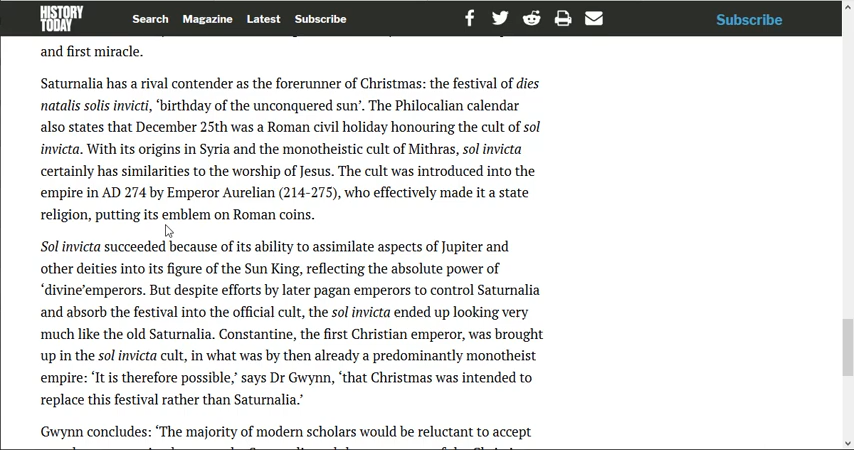 HISTORY
TODAY
Search Magazine Latest Subscribe
Subscribe
and first miracle.
Saturnalia has a rival contender as the forerunner of Christmas: the festival of dies
natalis solis invicti, ‘birthday of the unconquered sun’. The Philocalian calendar
also states that December 25th was a Roman civil holiday honouring the cult of sol
invicta. With its origins in Syria and the monotheistic cult of Mithras, sol invicta
certainly has similarities to the worship of Jesus. The cult was introduced into the
empire in AD 274 by Emperor Aurelian (214-275), who effectively made it a state
religion, putting its emblem on Roman coins.
Sol invicta succeeded because of its ability to assimilate aspects of Jupiter and
other deities into its figure of the Sun King, reflecting the absolute power of
‘divine’emperors. But despite efforts by later pagan emperors to control Saturnalia
and absorb the festival into the official cult, the sol invicta ended up looking very
much like the old Saturnalia. Constantine, the first Christian emperor, was brought
up in the sol invicta cult, in what was by then already a predominantly monotheist
empire: ‘It is therefore possible,’ says Dr Gwynn, ‘that Christmas was intended to
replace this festival rather than Saturnalia.’
Gwynn concludes: ‘The majority of modern scholars would be reluctant to accept